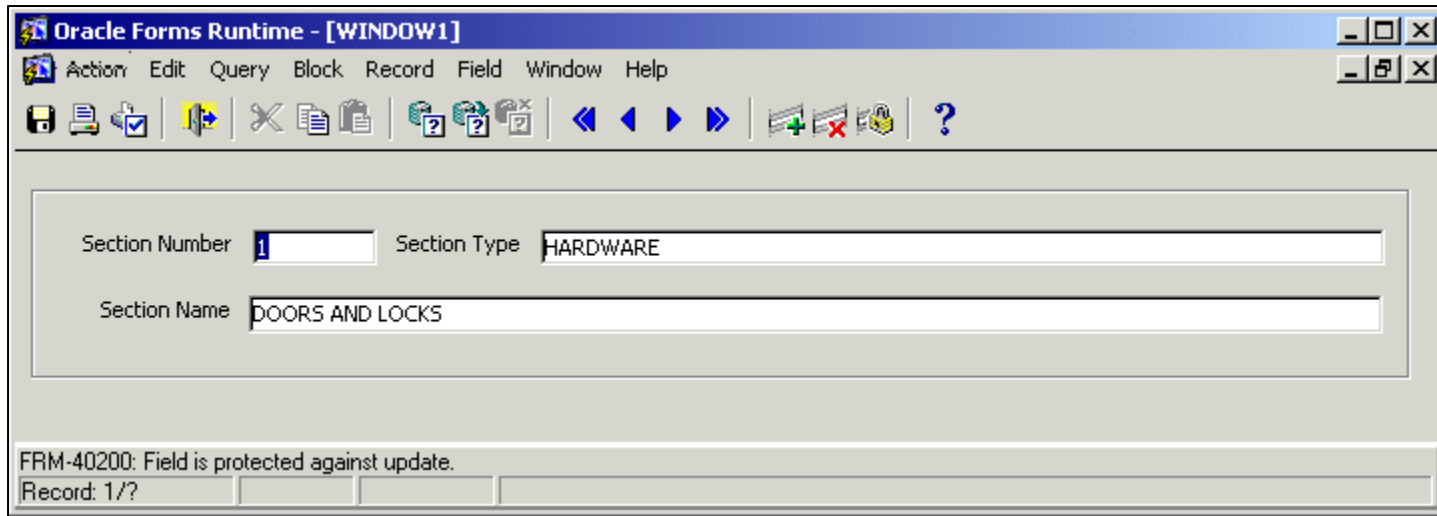 Oracle Forms Runtime - [WINDOW1]
Action Edit Query Block Record Field Window Help
Section Number 1 Section Type HARDWARE
Section Name DOORS AND LOCKS
FRM-40200: Field is protected against update.
Record: 1/?